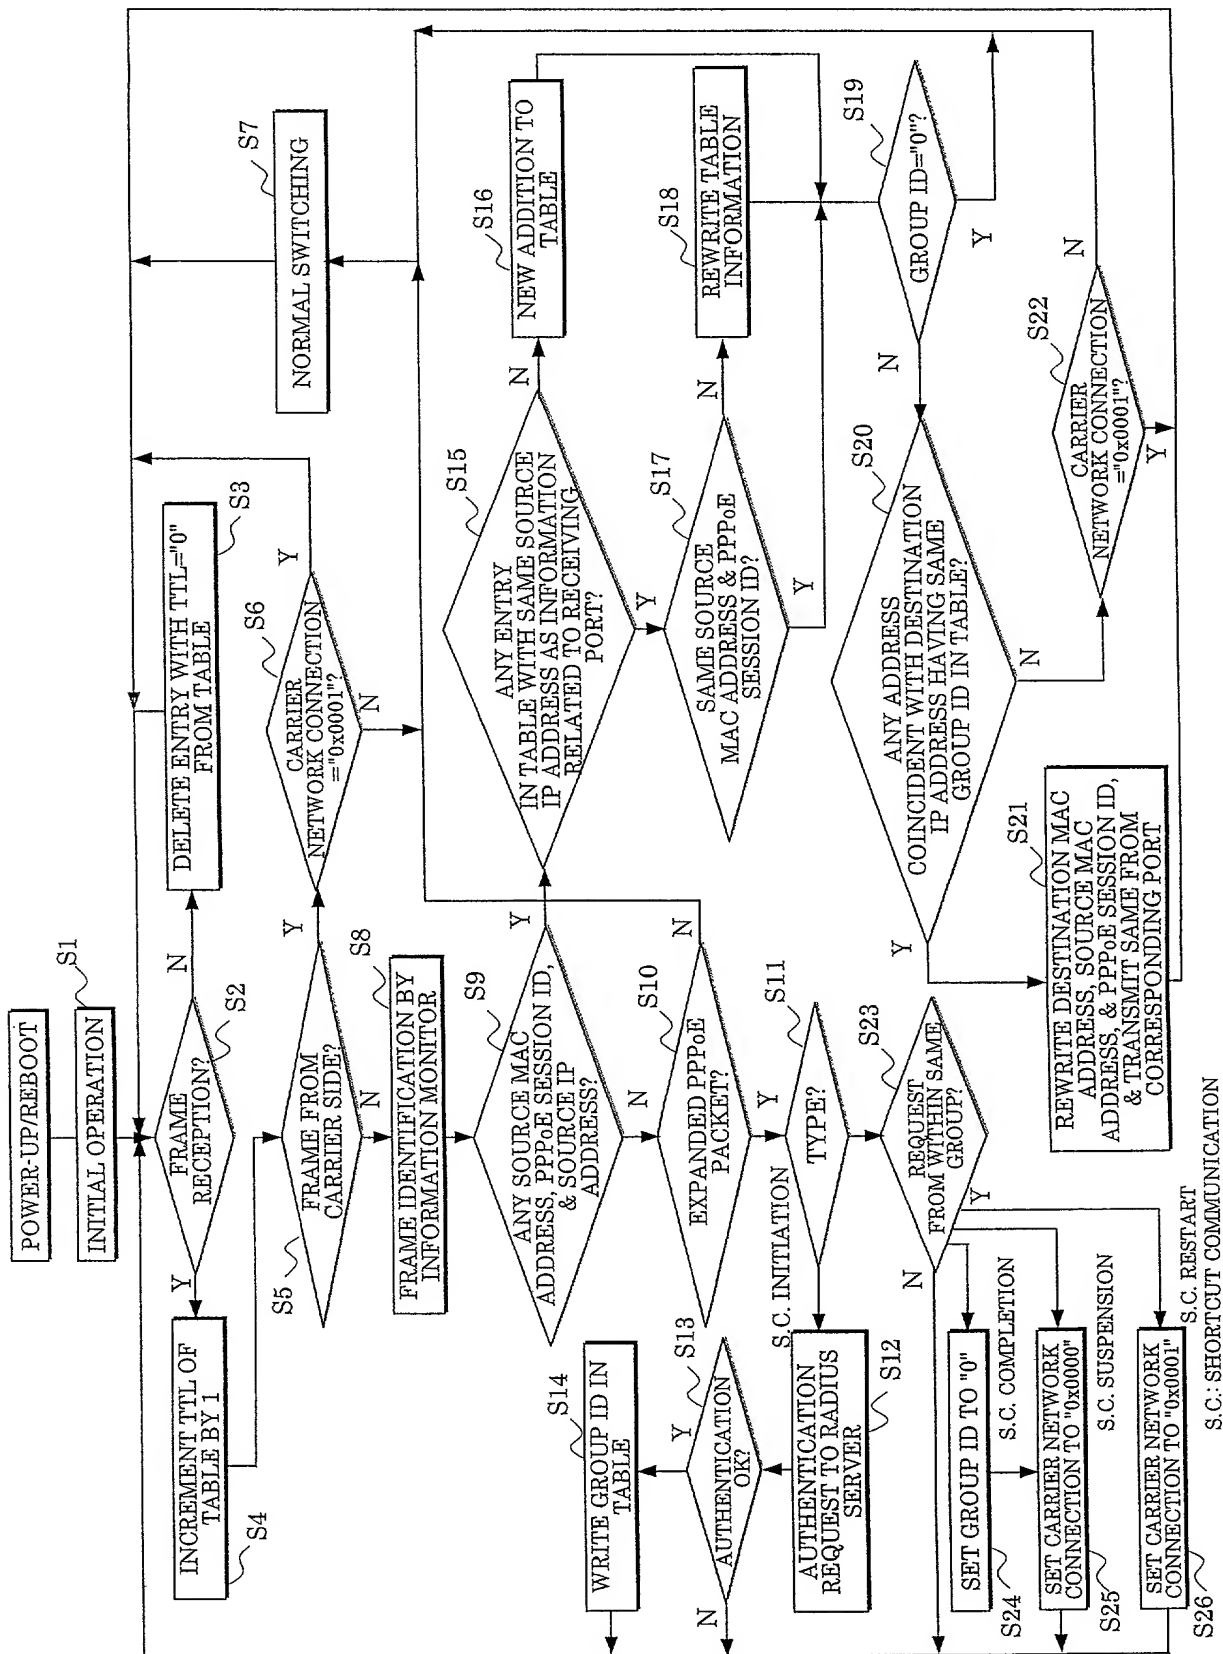 POWER-UP/REBOOT
S1
INITIAL OPERATION
S2
FRAME
RECEPTION?
Y
N
S3
DELETE ENTRY WITH TTL="0"
FROM TABLE
S4
INCREMENT TTL OF
TABLE BY 1
S5
FRAME FROM
CARRIER SIDE?
Y
N
S6
CARRIER
NETWORK CONNECTION
="0x0001"?
Y
N
S7
NORMAL SWITCHING
S8
FRAME IDENTIFICATION BY
INFORMATION MONITOR
S9
ANY SOURCE MAC
ADDRESS, PPPoE SESSION ID,
& SOURCE IP
ADDRESS?
Y
N
S10
EXPANDED PPPoE
PACKET?
N
Y
S11
TYPE?
S.C. INITIATION
S12
AUTHENTICATION
REQUEST TO RADIUS
SERVER
S13
AUTHENTICATION
OK?
Y
N
S14
WRITE GROUP ID IN
TABLE
S15
ANY ENTRY
IN TABLE WITH SAME SOURCE
IP ADDRESS AS INFORMATION
RELATED TO RECEIVING
PORT?
N
Y
S16
NEW ADDITION TO
TABLE
S17
SAME SOURCE
MAC ADDRESS & PPPoE
SESSION ID?
N
Y
S18
REWRITE TABLE
INFORMATION
S19
GROUP ID="0"?
Y
N
S20
ANY ADDRESS
COINCIDENT WITH DESTINATION
IP ADDRESS HAVING SAME
GROUP ID IN TABLE?
Y
N
S21
REWRITE DESTINATION MAC
ADDRESS, SOURCE MAC
ADDRESS, & PPPoE SESSION ID,
& TRANSMIT SAME FROM
CORRESPONDING PORT
S22
CARRIER
NETWORK CONNECTION
="0x0001"?
N
Y
S23
REQUEST
FROM WITHIN SAME
GROUP?
N
Y
S24
SET GROUP ID TO "0"
S.C. COMPLETION
S25
SET CARRIER NETWORK
CONNECTION TO "0x0000"
S.C. SUSPENSION
S26
SET CARRIER NETWORK
CONNECTION TO "0x0001"
S.C. RESTART
S.C.: SHORTCUT COMMUNICATION